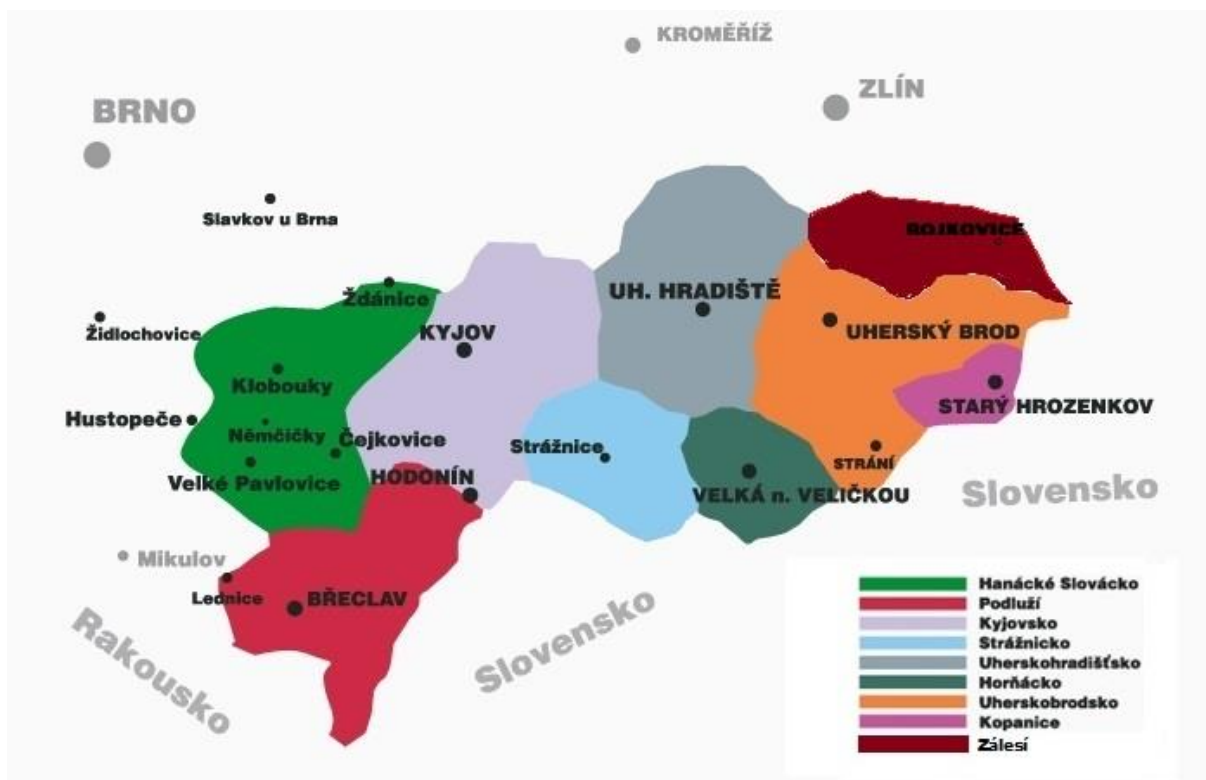 KROMĚŘÍŽ
ZLÍN
BRNO
Slavkov u Brna
BOJKOVICE
Ždánice
UH. HRADIŠTĚ
Židlochovice
KYJOV
UHERSKÝ BROD
Klobouky
STARÝ HROZENKOV
Hustopeče
Němčičky
Čejkovice
Strážnice
STRÁNÍ
Velké Pavlovice
HODONÍN
VELKÁ n. VELIČKOU
Slovensko
Mikulov
Lednice
BŘECLAV
Rakousko
Slovensko
Hanácké Slovácko
Podluží
Kyjovsko
Strážnicko
Uherskohradišťsko
Horňácko
Uherskobrodsko
Kopanice
Zálesí